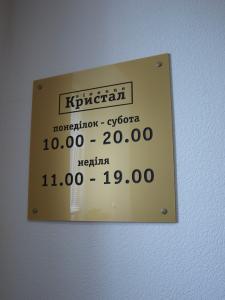 Кристал
понеділок - субота
10.00 - 20.00
неділя
11.00 - 19.00